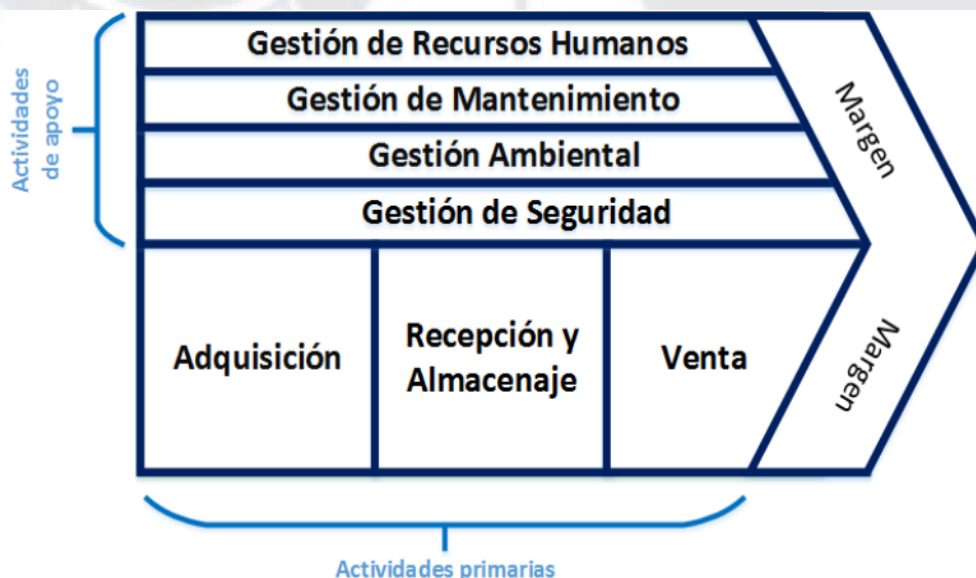 Actividades
de apoyo
Gestión de Recursos Humanos
Gestión de Mantenimiento
Gestión Ambiental
Gestión de Seguridad
Margen
Adquisición
Recepción y
Almacenaje
Venta
Margen
Actividades primarias